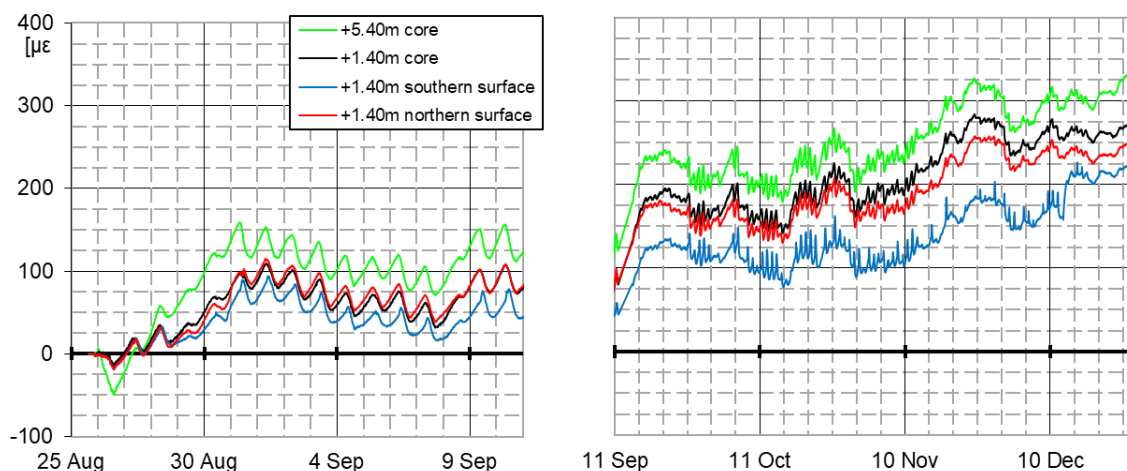 400
[µε
300
200
100
0
-100
+5.40m core
+1.40m core
+1.40m southern surface
+1.40m northern surface
25 Aug 30 Aug 4 Sep 9 Sep
11 Sep 11 Oct 10 Nov 10 Dec